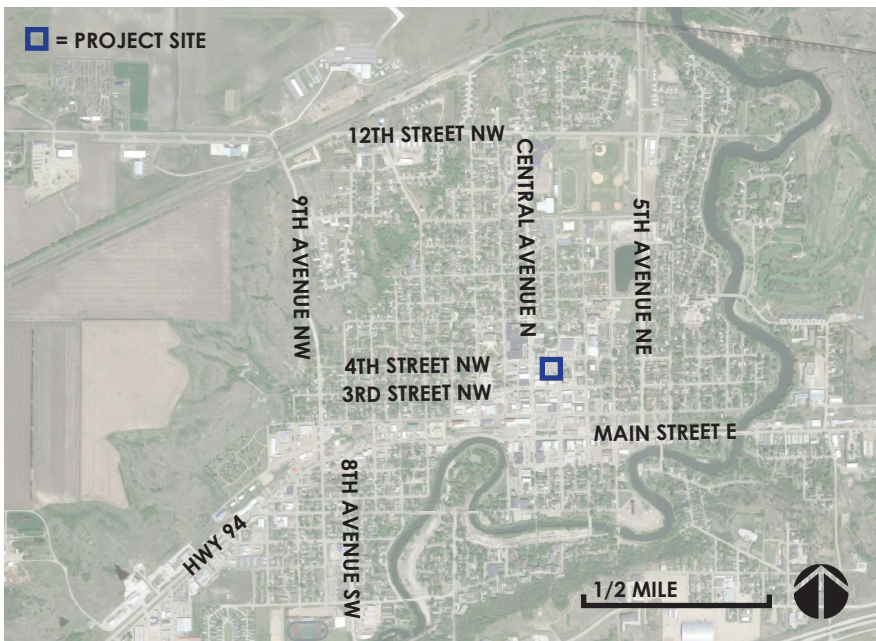 = PROJECT SITE
12TH STREET NW
CENTRAL AVENUE N
9TH AVENUE NW
5TH AVENUE NE
4TH STREET NW
3RD STREET NW
MAIN STREET E
8TH AVENUE SW
HWY 94
1/2 MILE